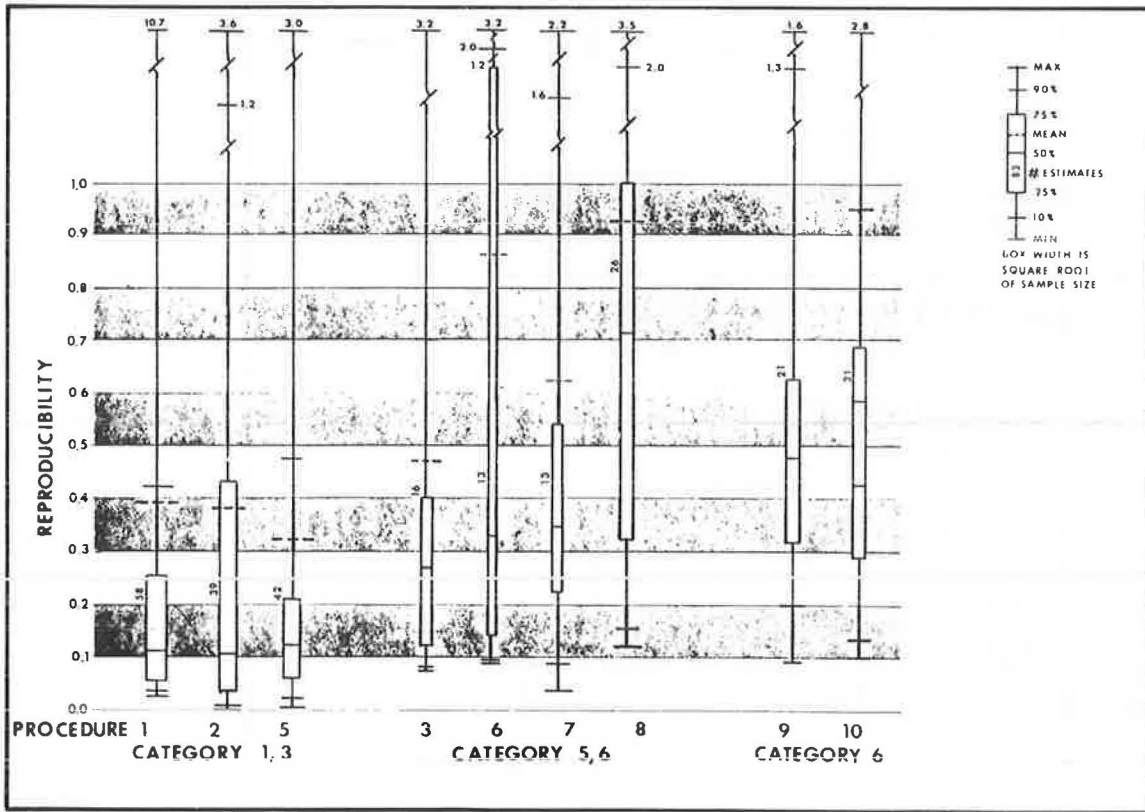 10.7 3.6 3.0 3.2 3.2 2.2 3.5 1.6 2.8
2.0
1.2
2.0
1.3
1.6
1.2
MAX
90%
75%
MEAN
50%
83 # ESTIMATES
75%
10%
MIN
BOX WIDTH IS
SQUARE ROOT
OF SAMPLE SIZE
REPRODUCIBILITY
1.0
0.9
0.8
0.7
0.6
0.5
0.4
0.3
0.2
0.1
0.0
38 39 42 16 13 13 26 21 21
PROCEDURE 1 2 5 3 6 7 8 9 10
CATEGORY 1,3 CATEGORY 5,6 CATEGORY 6